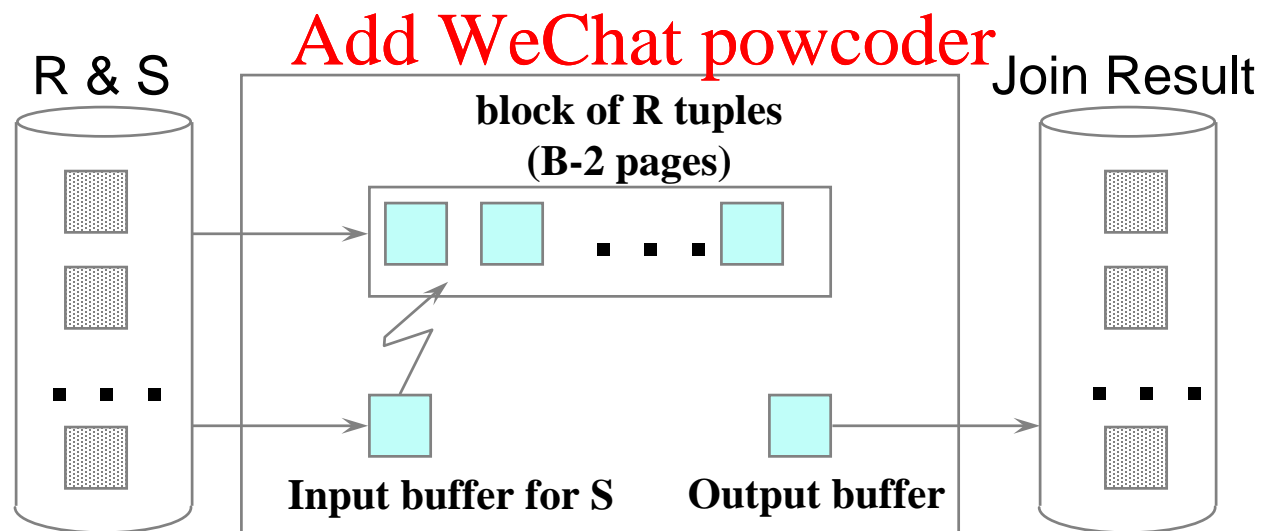 Add WeChat powcoder
R & S
Join Result
block of R tuples
(B-2 pages)
. . .
. . .
. . .
Input buffer for S
Output buffer